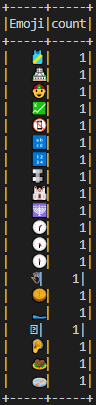 +-----+-----+
|Emoji|count|
+-----+-----+
|   🎽|    1|
|   🏯|    1|
|    1|
|   💹|    1|
|   🚱|    1|
|   🔤|    1|
|   🔢|    1|
|    1|
|   💒|    1|
|   🕎|    1|
|    1|
|    1|
|    1|
|    1|
|    1|
|    1|
|    1|
|    1|
|    1|
|    1|
+-----+-----+